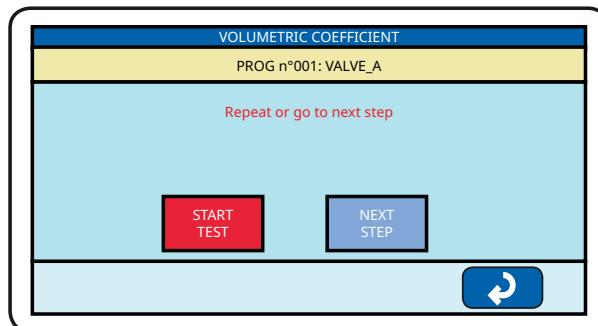 VOLUMETRIC COEFFICIENT
PROG n°001: VALVE_A
Repeat or go to next step
START
TEST
NEXT
STEP